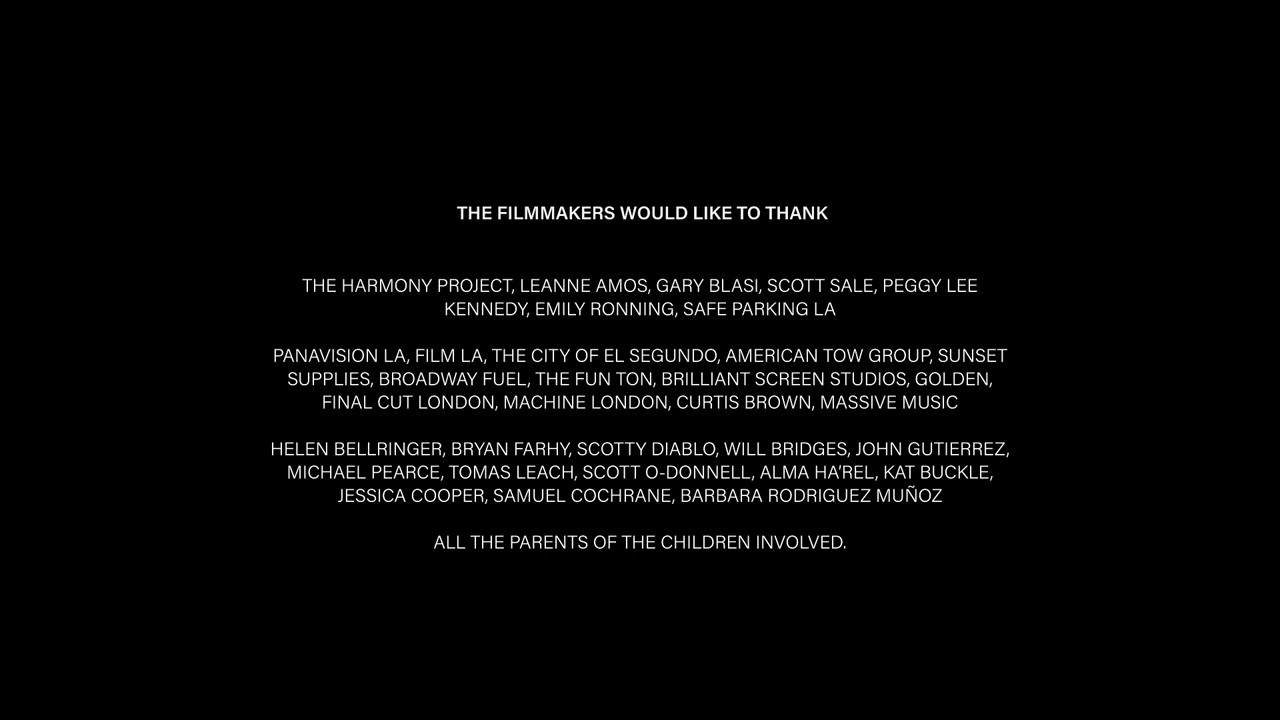 THE FILMMAKERS WOULD LIKE TO THANK
THE HARMONY PROJECT, LEANNE AMOS, GARY BLASI, SCOTT SALE, PEGGY LEE
KENNEDY, EMILY RONNING, SAFE PARKING LA
PANAVISION LA, FILM LA, THE CITY OF EL SEGUNDO, AMERICAN TOW GROUP, SUNSET
SUPPLIES, BROADWAY FUEL, THE FUN TON, BRILLIANT SCREEN STUDIOS, GOLDEN,
FINAL CUT LONDON, MACHINE LONDON, CURTIS BROWN, MASSIVE MUSIC
HELEN BELLRINGER, BRYAN FARHY, SCOTTY DIABLO, WILL BRIDGES, JOHN GUTIERREZ,
MICHAEL PEARCE, TOMAS LEACH, SCOTT O-DONNELL, ALMA HA'REL, KAT BUCKLE,
JESSICA COOPER, SAMUEL COCHRANE, BARBARA RODRIGUEZ MUÑOZ
ALL THE PARENTS OF THE CHILDREN INVOLVED.